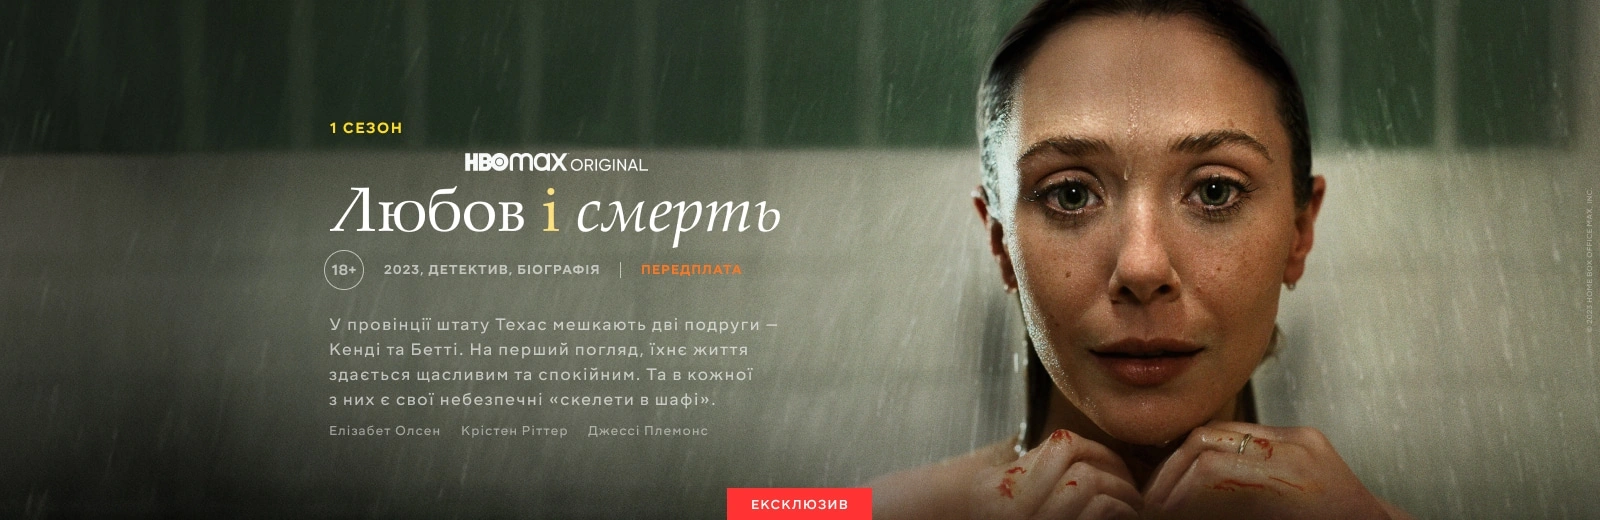 1 СЕЗОН
HBOMAX ORIGINAL
Любов і смерть
18+ 2023, ДЕТЕКТИВ, БІОГРАФІЯ | ПЕРЕДПЛАТА
У провінції штату Техас мешкають дві подруги –
Кенді та Бетті. На перший погляд, їхнє життя
здається щасливим та спокійним. Та в кожної
з них є свої небезпечні «скелети в шафі».
Елізабет Олсен Крістен Ріттер Джессі Племонс
ЕКСКЛЮЗИВ
© 2023 HOME BOX OFFICE MAX, INC.